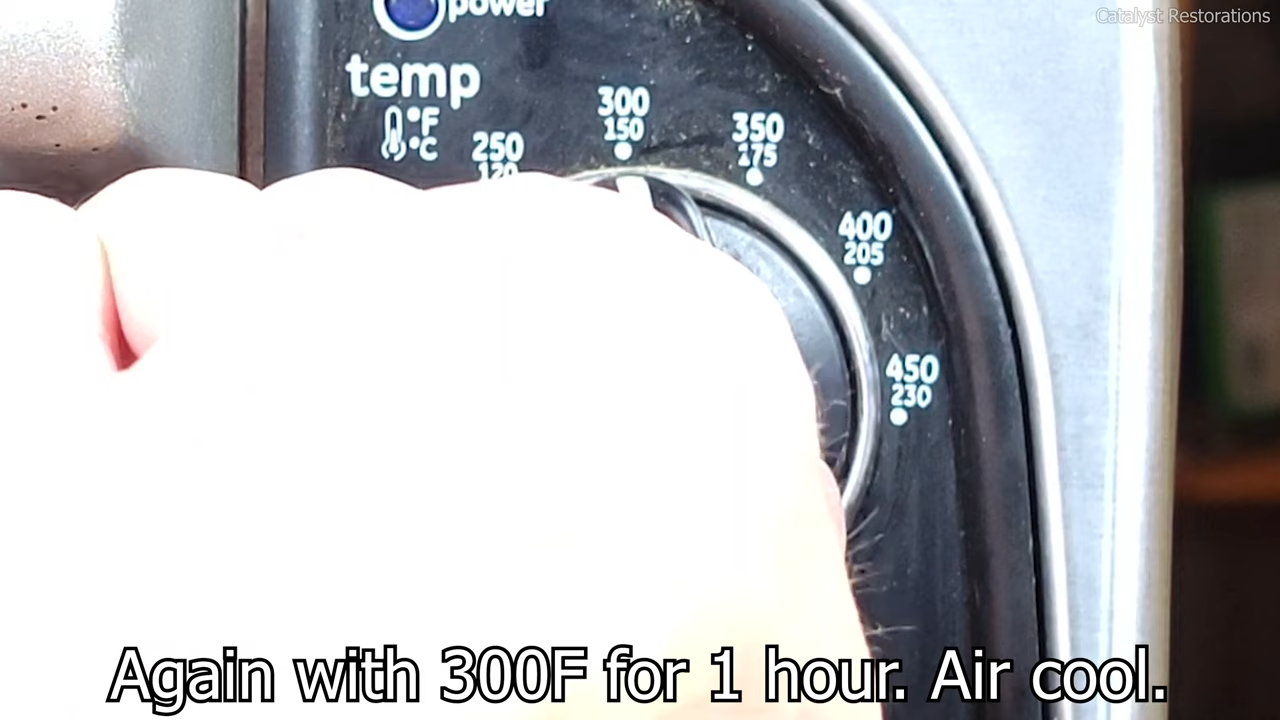 Catalyst Restorations
power
temp
°F
°C
250
120
300
150
350
175
400
205
450
230
Again with 300F for 1 hour. Air cool.